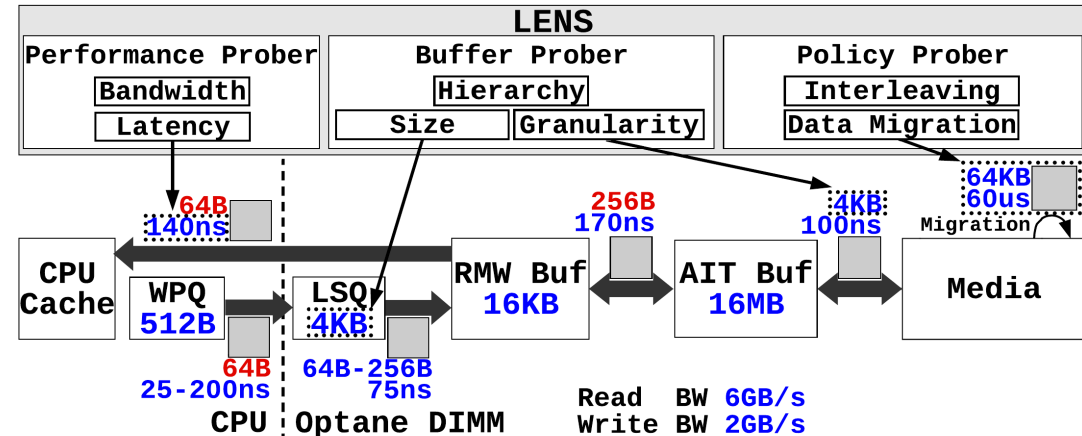 LENS
Performance Prober
Bandwidth
Latency
Buffer Prober
Hierarchy
Size
Granularity
Policy Prober
Interleaving
Data Migration
64B
140ns
256B
170ns
4KB
100ns
64KB
60us
Migration
CPU
Cache
WPQ
512B
LSQ
4KB
RMW Buf
16KB
AIT Buf
16MB
Media
64B
25-200ns
64B-256B
75ns
CPU
Optane DIMM
Read BW 6GB/s
Write BW 2GB/s